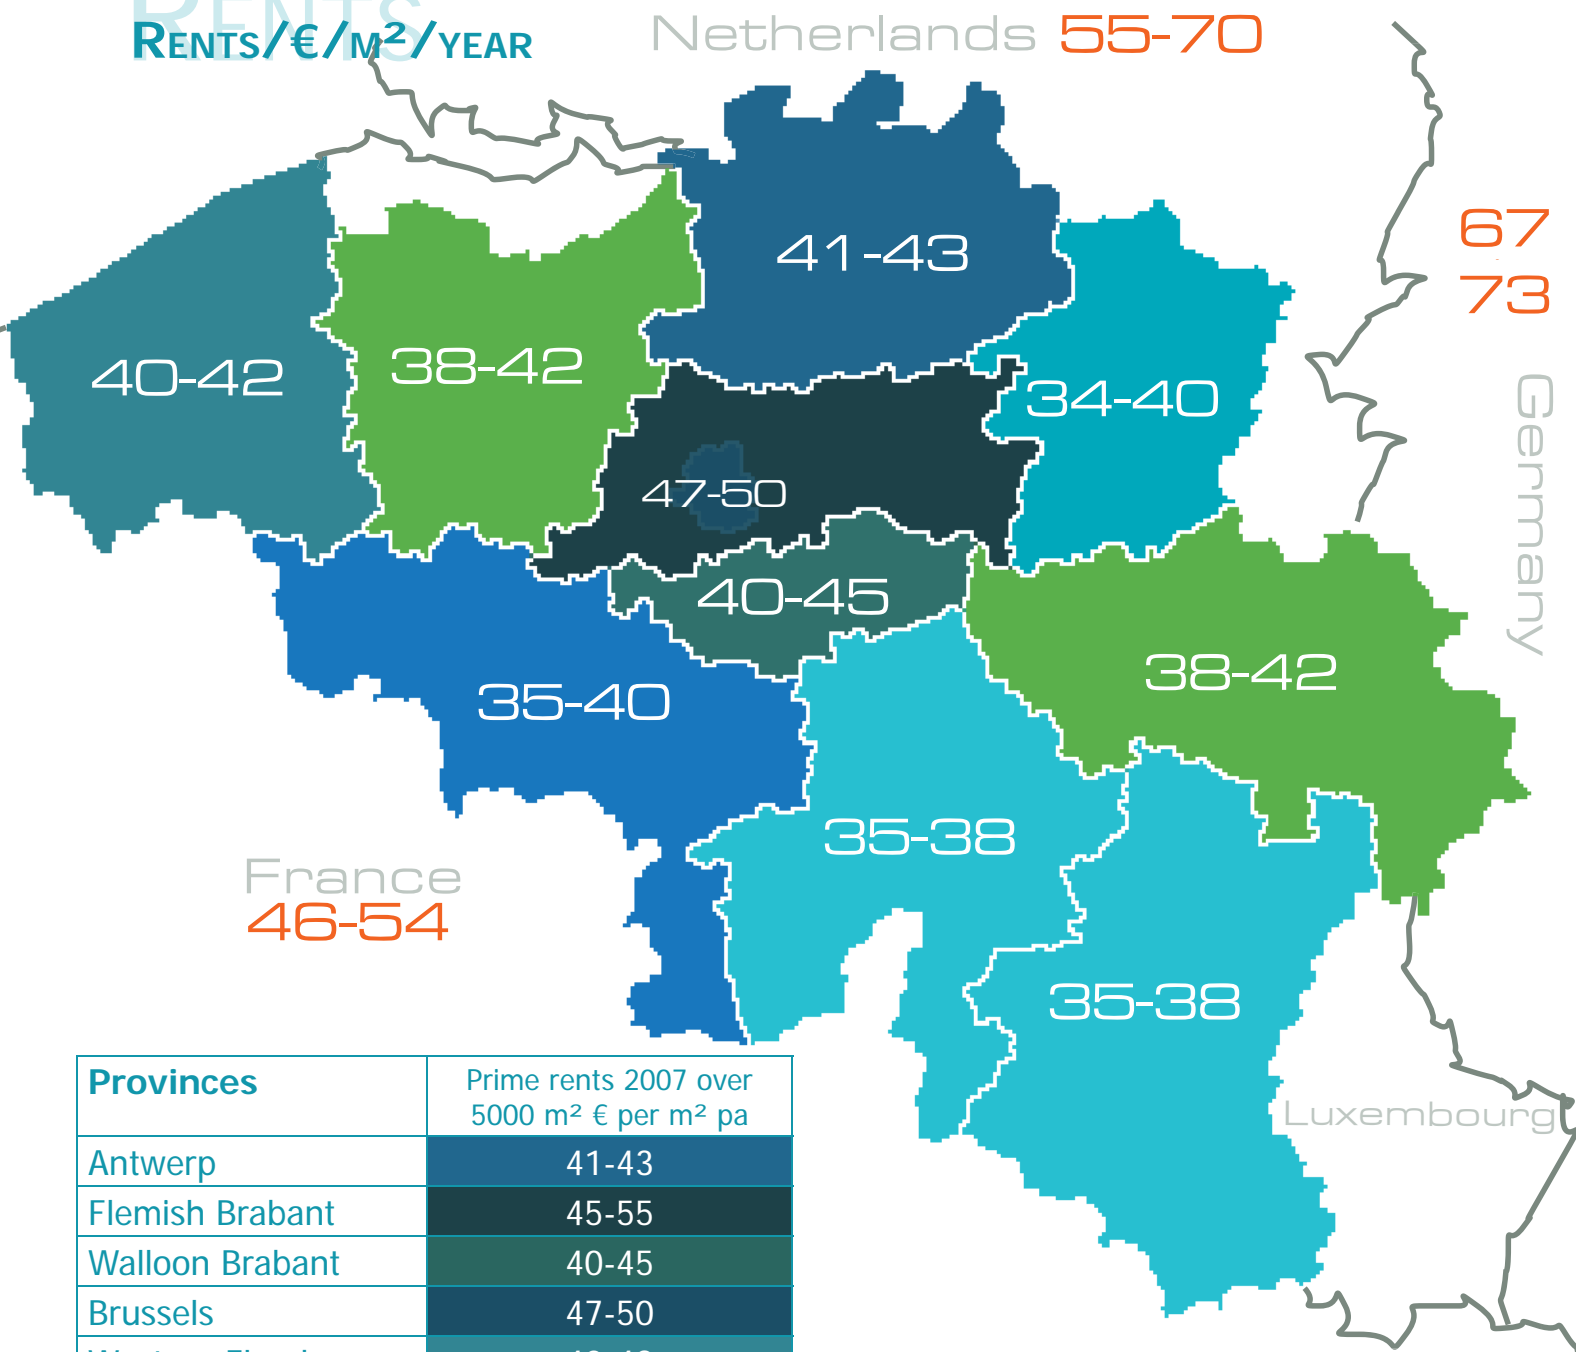 RENTS
RENTS/€/M²/YEAR
Netherlands 55-70
67
-
73
41-43
40-42
38-42
34-40
Germany
47-50
40-45
38-42
35-40
35-38
France
46-54
35-38
Luxembourg
Provinces
Prime rents 2007 over
5000 m² € per m² pa
Antwerp 41-43
Flemish Brabant 45-55
Walloon Brabant 40-45
Brussels 47-50